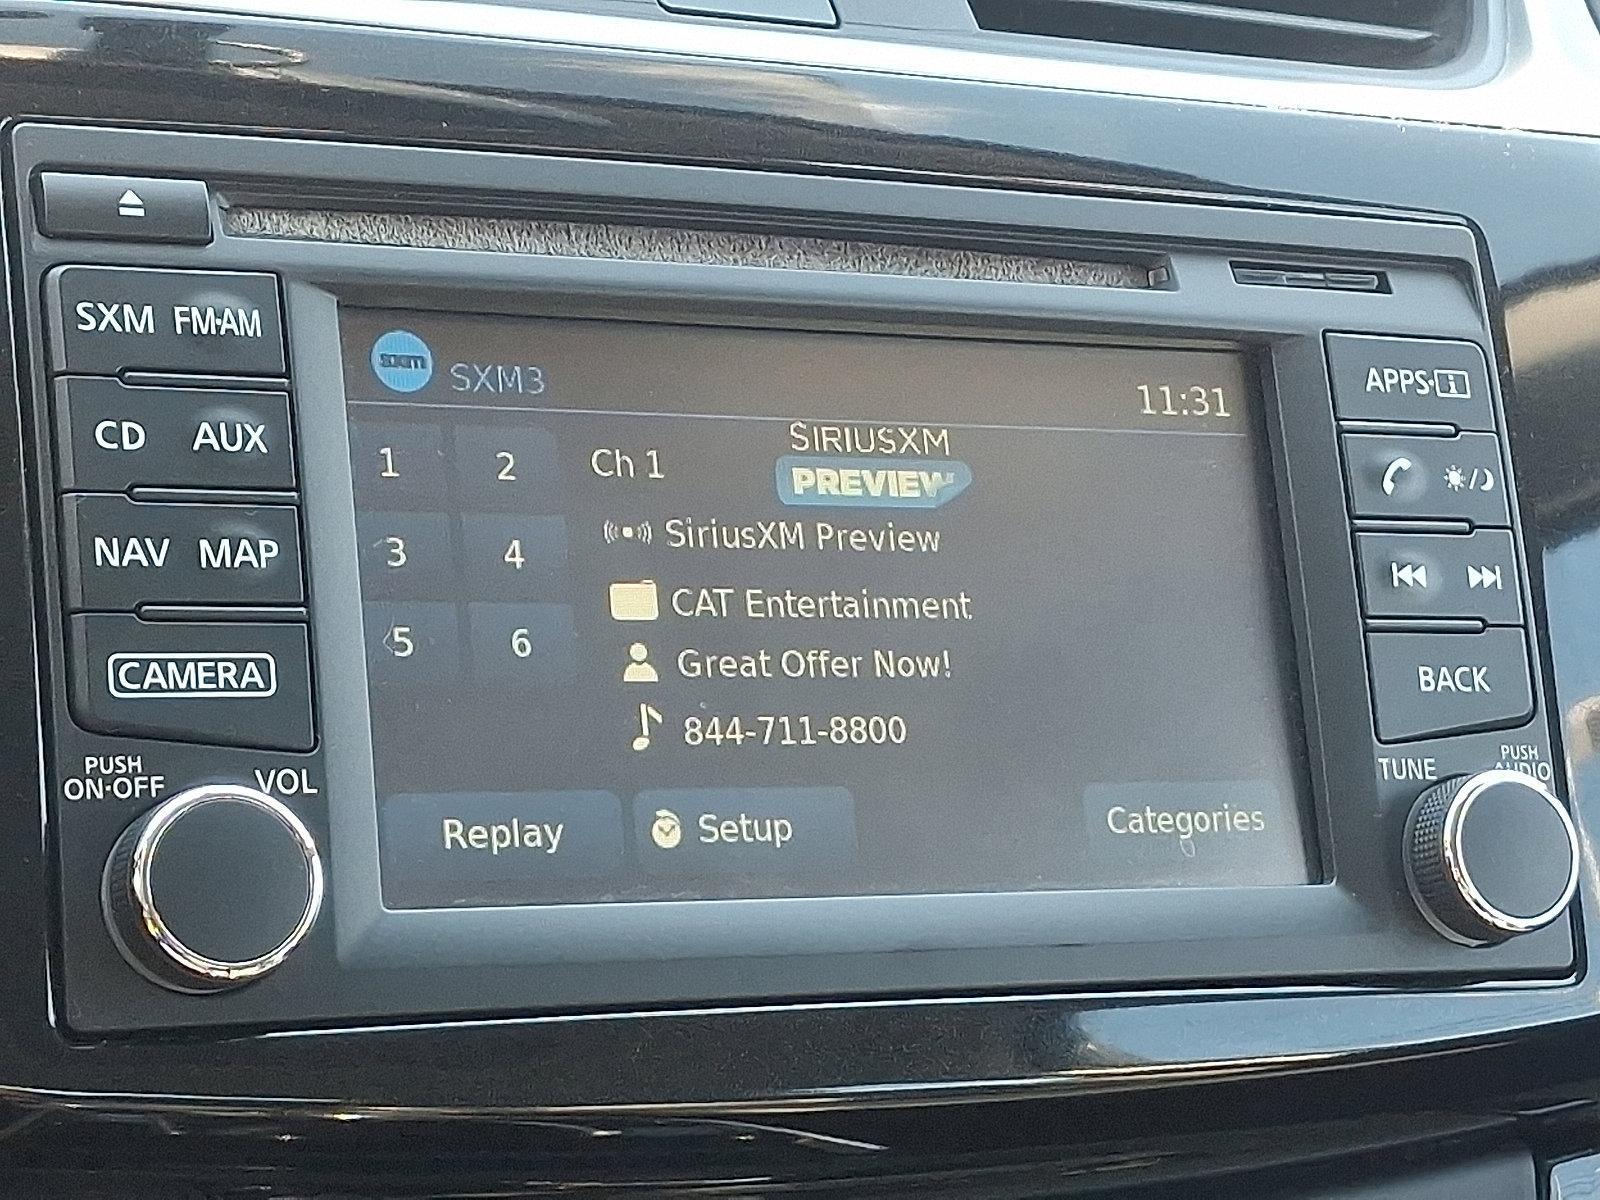 SXM FM·AM
CD AUX
NAV MAP
CAMERA
PUSH
ON·OFF
VOL
SXM3
11:31
1 2
3 4
5 6
Ch 1
SIRIUSXM
PREVIEW
SiriusXM Preview
CAT Entertainment
Great Offer Now!
844-711-8800
Replay
Setup
Categories
APPS·i
BACK
TUNE
PUSH
AUDIO